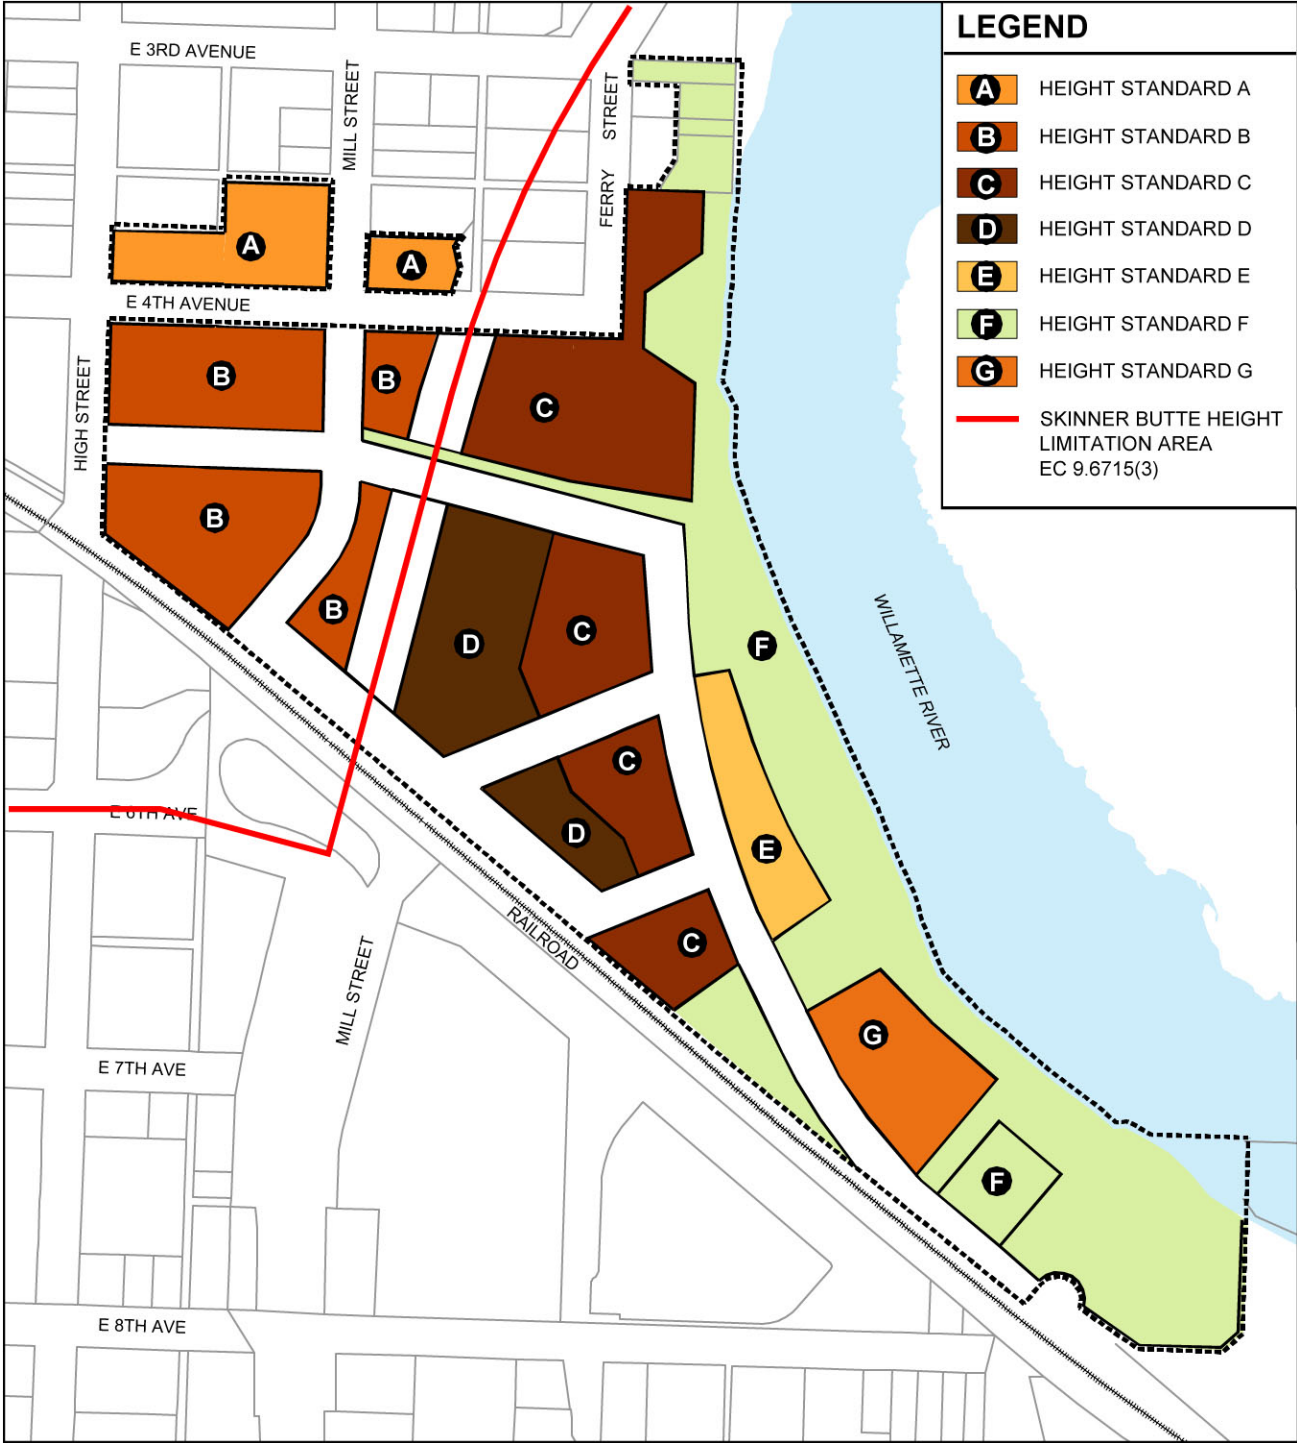 LEGEND
A HEIGHT STANDARD A
B HEIGHT STANDARD B
C HEIGHT STANDARD C
D HEIGHT STANDARD D
E HEIGHT STANDARD E
F HEIGHT STANDARD F
G HEIGHT STANDARD G
SKINNER BUTTE HEIGHT
LIMITATION AREA
EC 9.6715(3)
E 3RD AVENUE
MILL STREET
FERRY STREET
A
A
E 4TH AVENUE
HIGH STREET
B
B
C
B
B
D
C
F
WILLAMETTE RIVER
C
D
E
E 6TH AVE
RAILROAD
C
MILL STREET
G
E 7TH AVE
F
E 8TH AVE